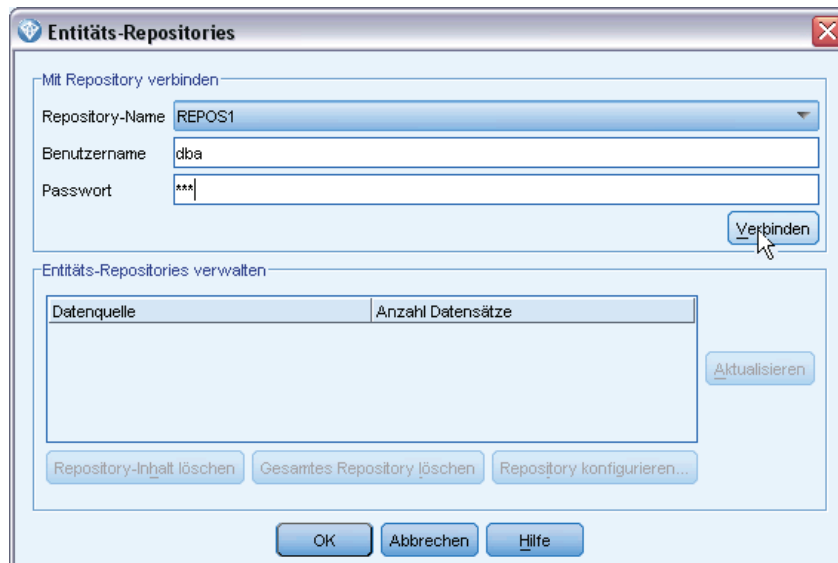 Entitäts-Repositories
Mit Repository verbinden
Repository-Name REPOS1
Benutzername dba
Passwort ***
Verbinden
Entitäts-Repositories verwalten
Datenquelle Anzahl Datensätze
Aktualisieren
Repository-Inhalt löschen Gesamtes Repository löschen Repository konfigurieren...
OK Abbrechen Hilfe